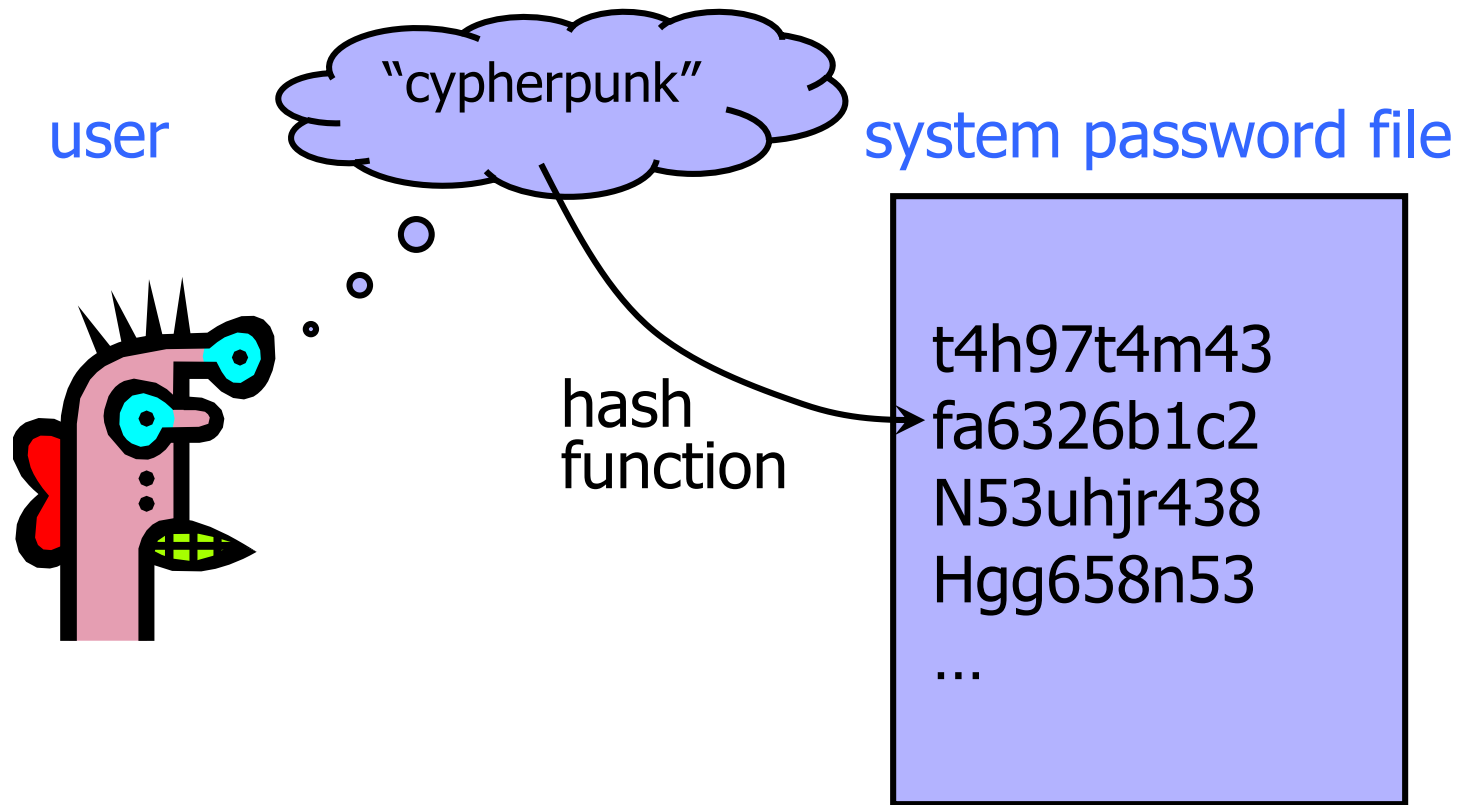 “cypherpunk”
user
system password file
t4h97t4m43
hash
fa6326b1c2
function
N53uhjr438
Hgg658n53
…